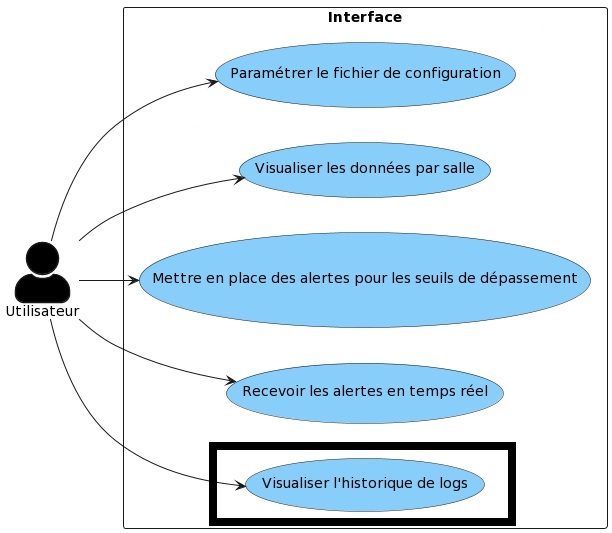 Interface
Paramétrer le fichier de configuration
Visualiser les données par salle
Mettre en place des alertes pour les seuils de dépassement
Utilisateur
Recevoir les alertes en temps réel
Visualiser l'historique de logs